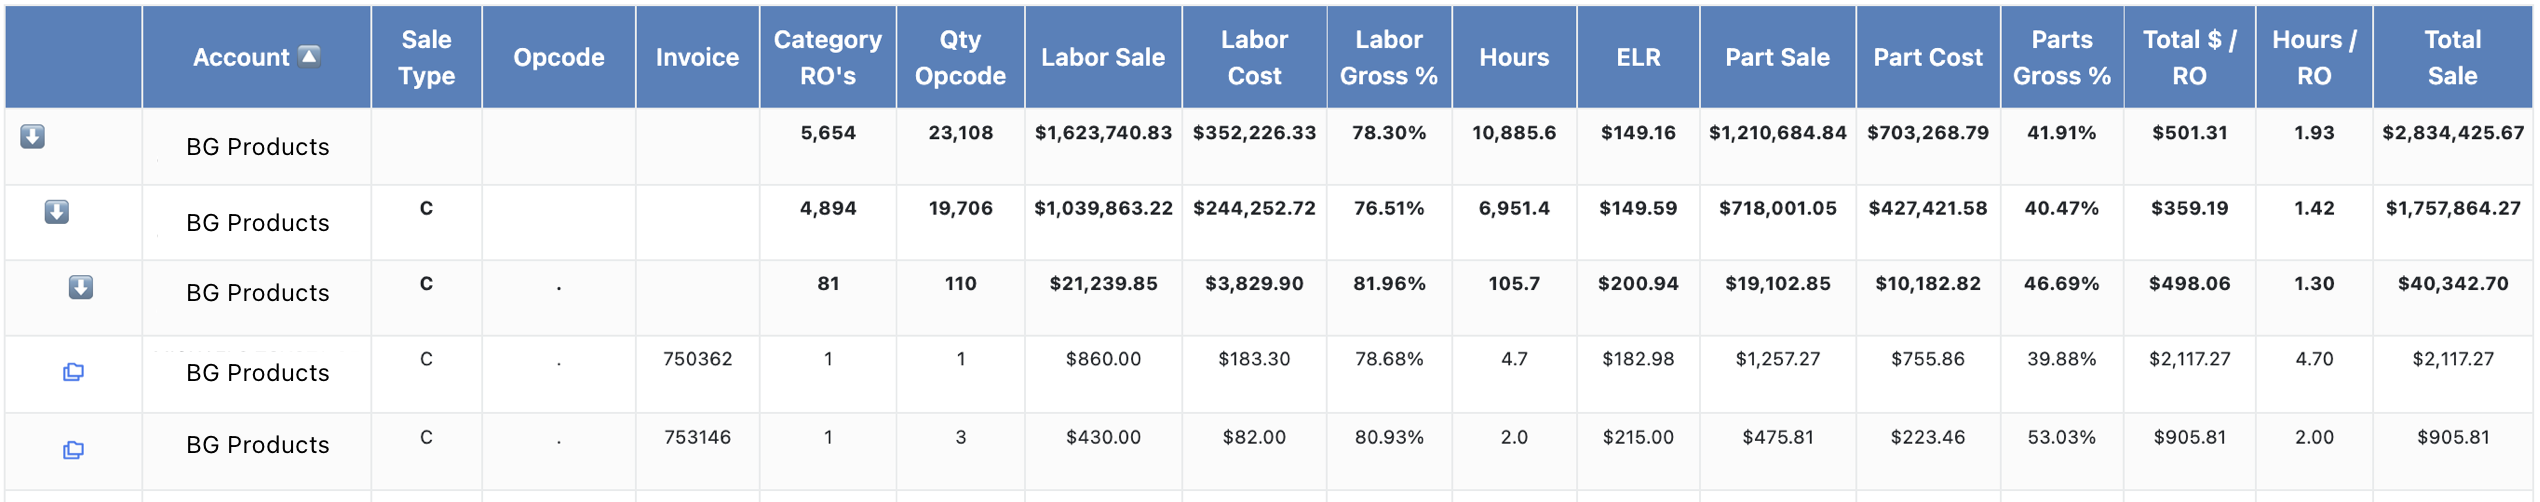 Account Sale Type Opcode Invoice Category RO's Qty Opcode Labor Sale Labor Cost Labor Gross % Hours ELR Part Sale Part Cost Parts Gross % Total $ / RO Hours / RO Total Sale
BG Products 5,654 23,108 $1,623,740.83 $352,226.33 78.30% 10,885.6 $149.16 $1,210,684.84 $703,268.79 41.91% $501.31 1.93 $2,834,425.67
BG Products C 4,894 19,706 $1,039,863.22 $244,252.72 76.51% 6,951.4 $149.59 $718,001.05 $427,421.58 40.47% $359.19 1.42 $1,757,864.27
BG Products C . 81 110 $21,239.85 $3,829.90 81.96% 105.7 $200.94 $19,102.85 $10,182.82 46.69% $498.06 1.30 $40,342.70
BG Products C . 750362 1 1 $860.00 $183.30 78.68% 4.7 $182.98 $1,257.27 $755.86 39.88% $2,117.27 4.70 $2,117.27
BG Products C . 753146 1 3 $430.00 $82.00 80.93% 2.0 $215.00 $475.81 $223.46 53.03% $905.81 2.00 $905.81